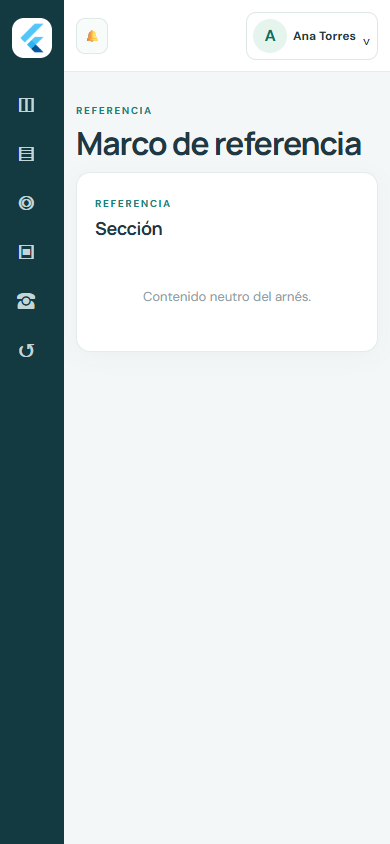 A
Ana Torres
REFERENCIA
Marco de referencia
REFERENCIA
Sección
Contenido neutro del arnés.